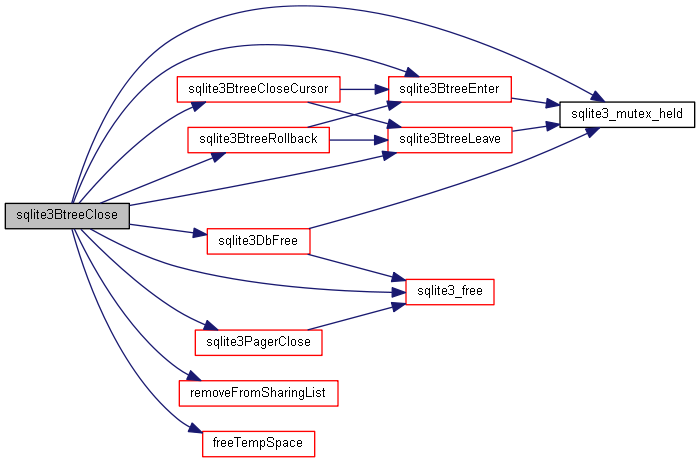 sqlite3BtreeCloseCursor
sqlite3BtreeEnter
sqlite3_mutex_held
sqlite3BtreeRollback
sqlite3BtreeLeave
sqlite3BtreeClose
sqlite3DbFree
sqlite3_free
sqlite3PagerClose
removeFromSharingList
freeTempSpace